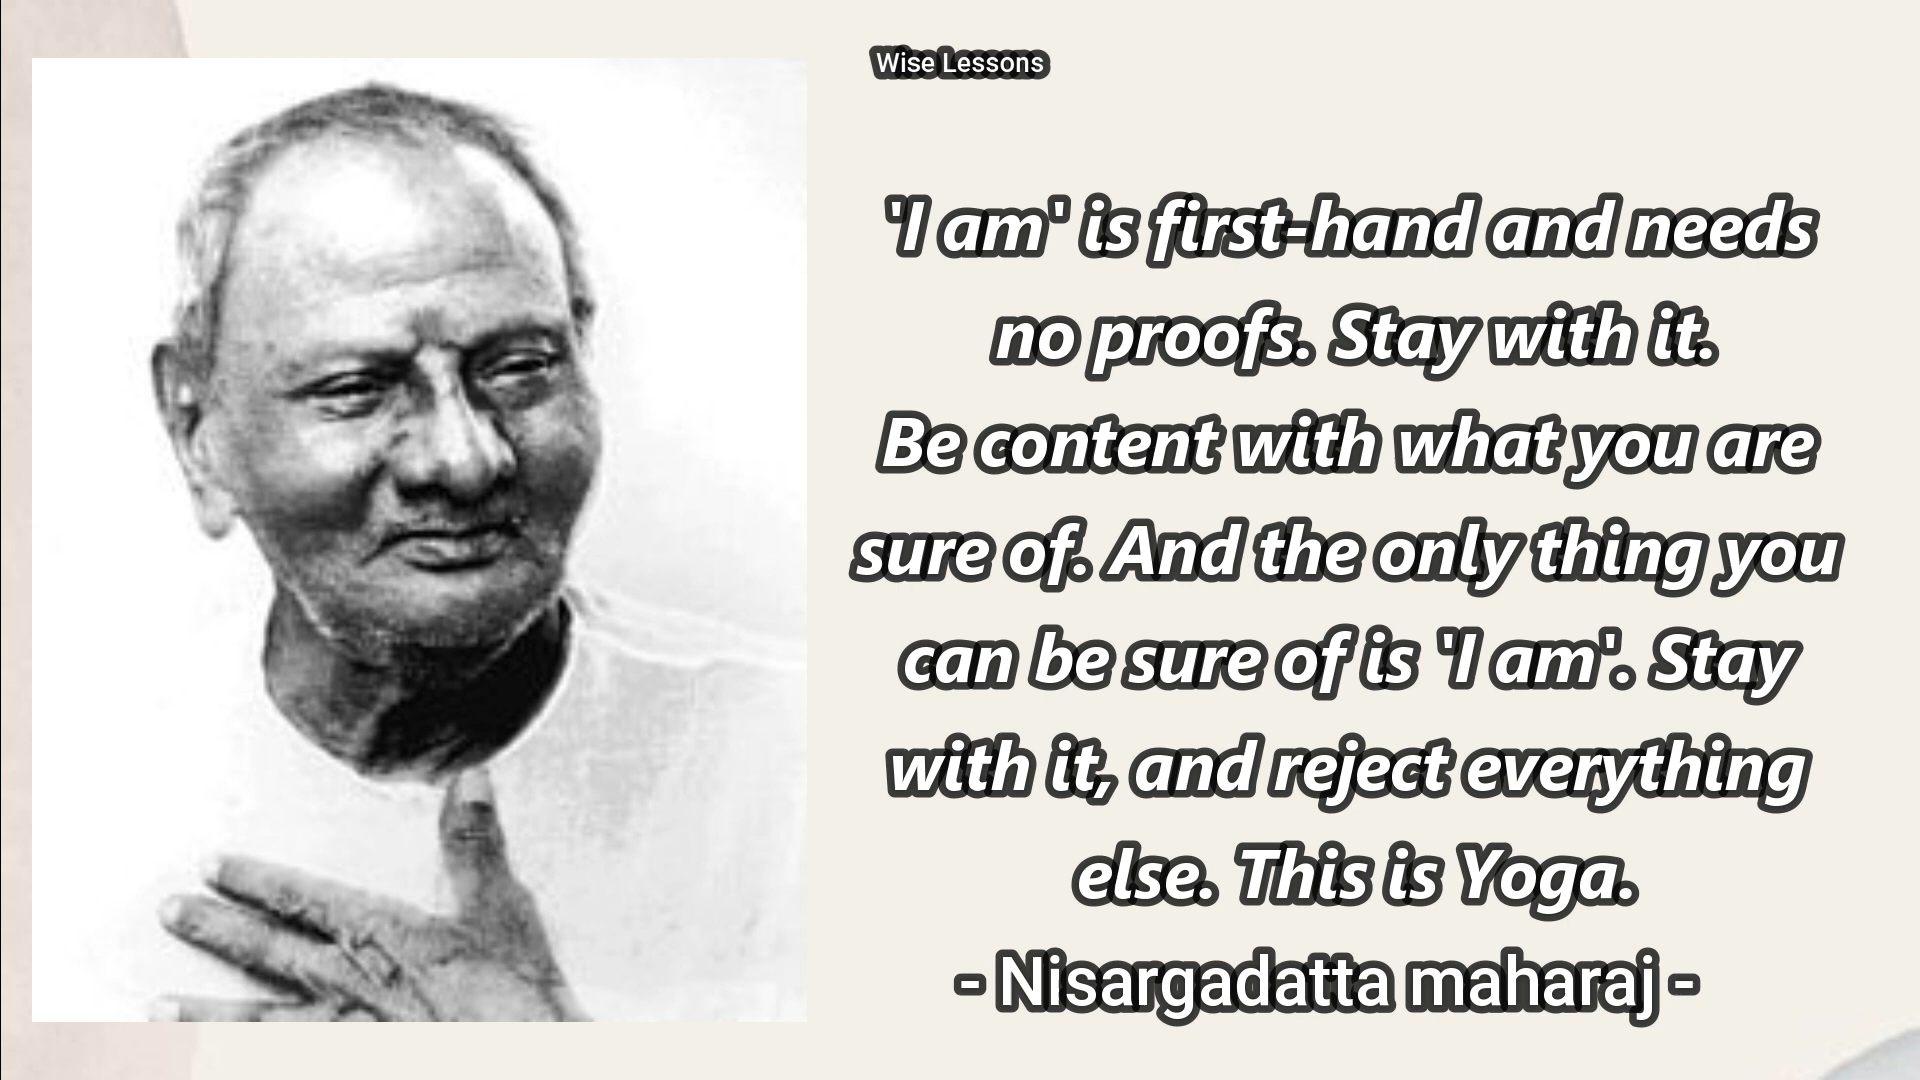 Wise Lessons
'I am' is first-hand and needs
no proofs. Stay with it.
Be content with what you are
sure of. And the only thing you
can be sure of is 'I am'. Stay
with it, and reject everything
else. This is Yoga.
- Nisargadatta maharaj -